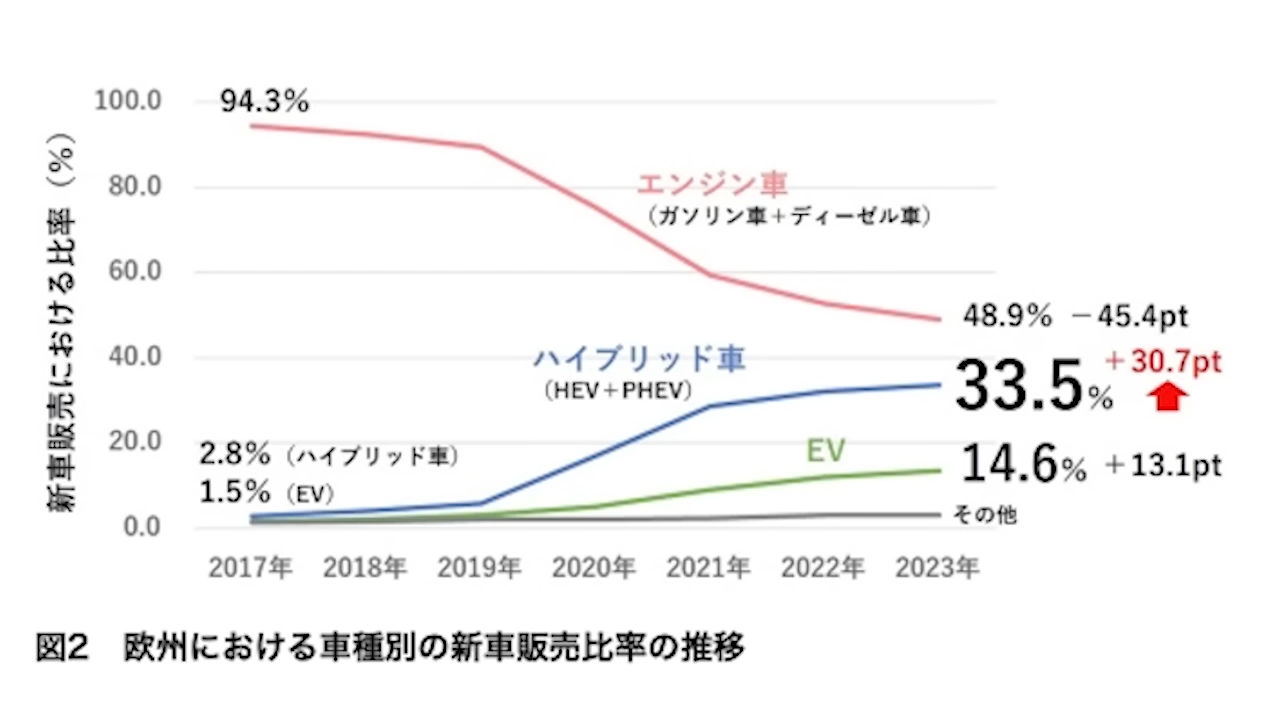 新車販売における比率（%）
100.0
80.0
60.0
40.0
20.0
0.0
94.3%
エンジン車
（ガソリン車＋ディーゼル車）
48.9% －45.4pt
ハイブリッド車
（HEV＋PHEV）
33.5% ＋30.7pt
2.8%（ハイブリッド車）
1.5%（EV）
EV
14.6% ＋13.1pt
その他
2017年 2018年 2019年 2020年 2021年 2022年 2023年
図2　欧州における車種別の新車販売比率の推移